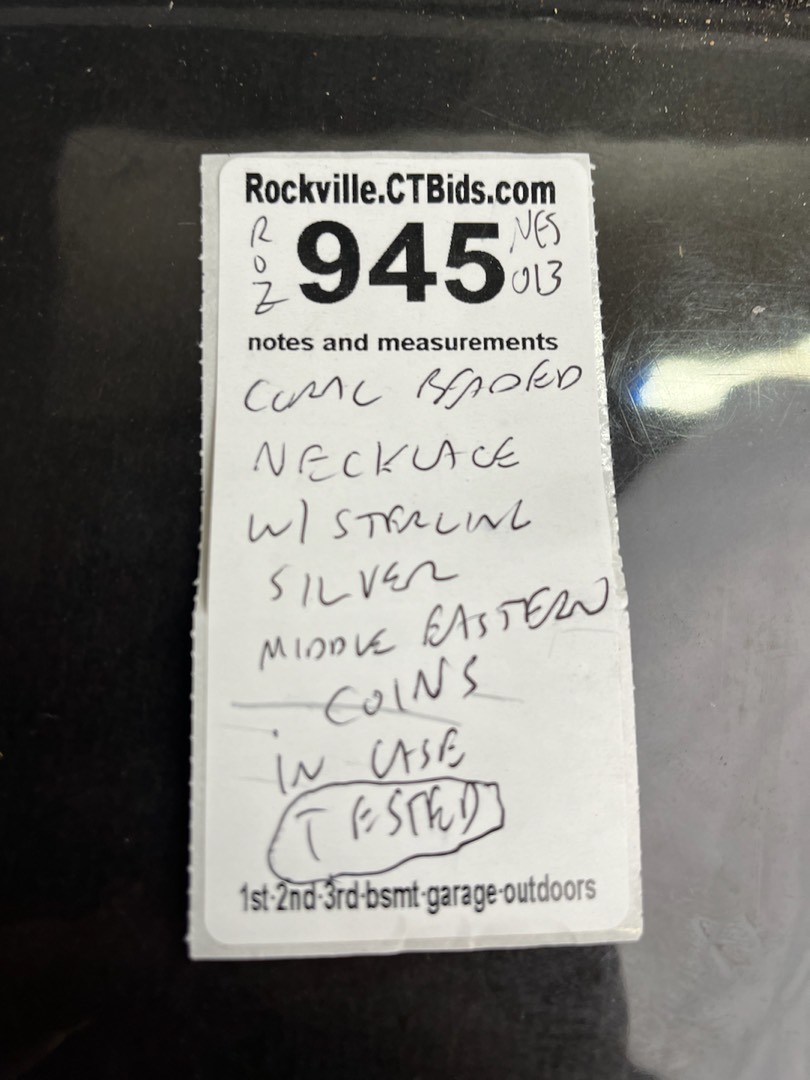 Rockville.CTBids.com
ROZ 945 NES 013
notes and measurements
CORAL BEADED
NECKLACE
W/ STERLING
SILVER
MIDDLE EASTERN
COINS
IN CASE
TESTED
1st-2nd-3rd-bsmt-garage-outdoors